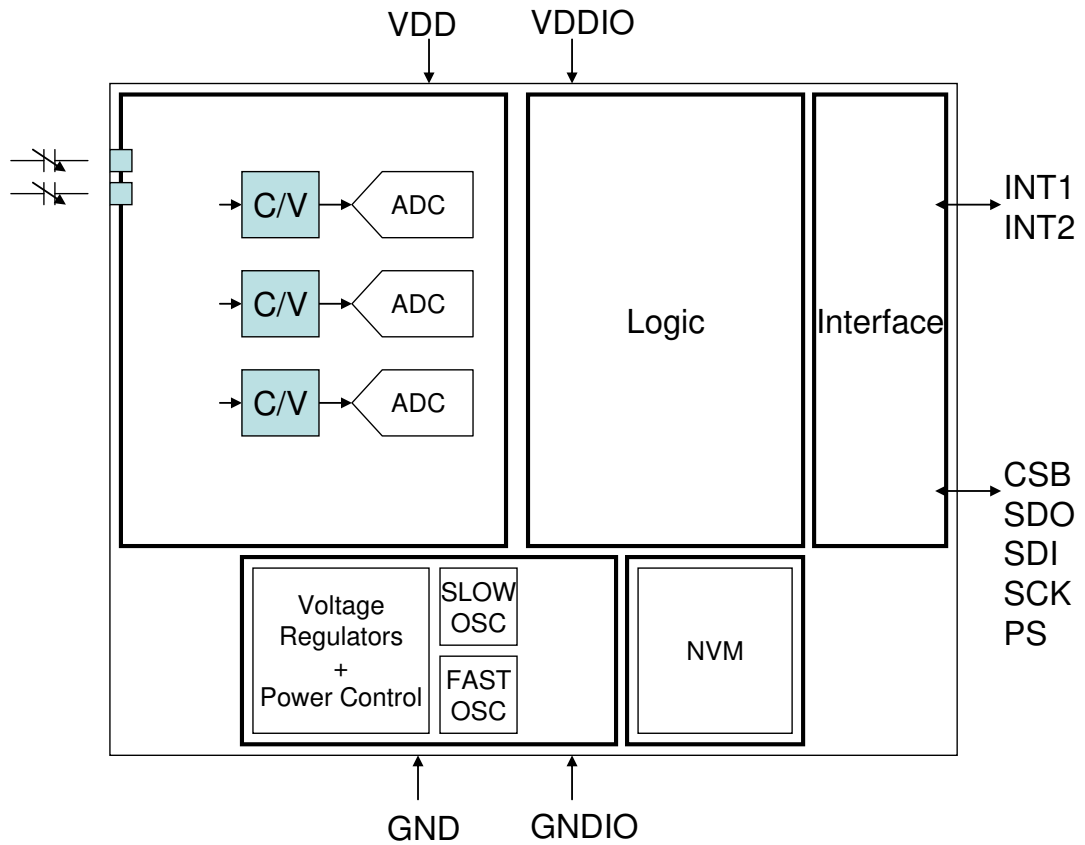 VDD
VDDIO
C/V
ADC
C/V
ADC
C/V
ADC
Logic
Interface
INT1
INT2
CSB
SDO
SDI
SCK
PS
Voltage
Regulators
+
Power Control
SLOW
OSC
FAST
OSC
NVM
GND
GNDIO